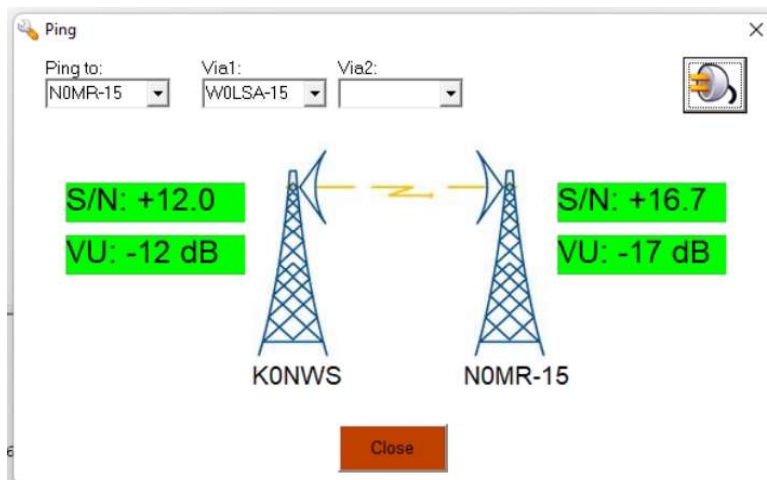 Ping
Ping to: Via1: Via2:
N0MR-15 W0LSA-15
S/N: +12.0 S/N: +16.7
VU: -12 dB VU: -17 dB
K0NWS N0MR-15
Close